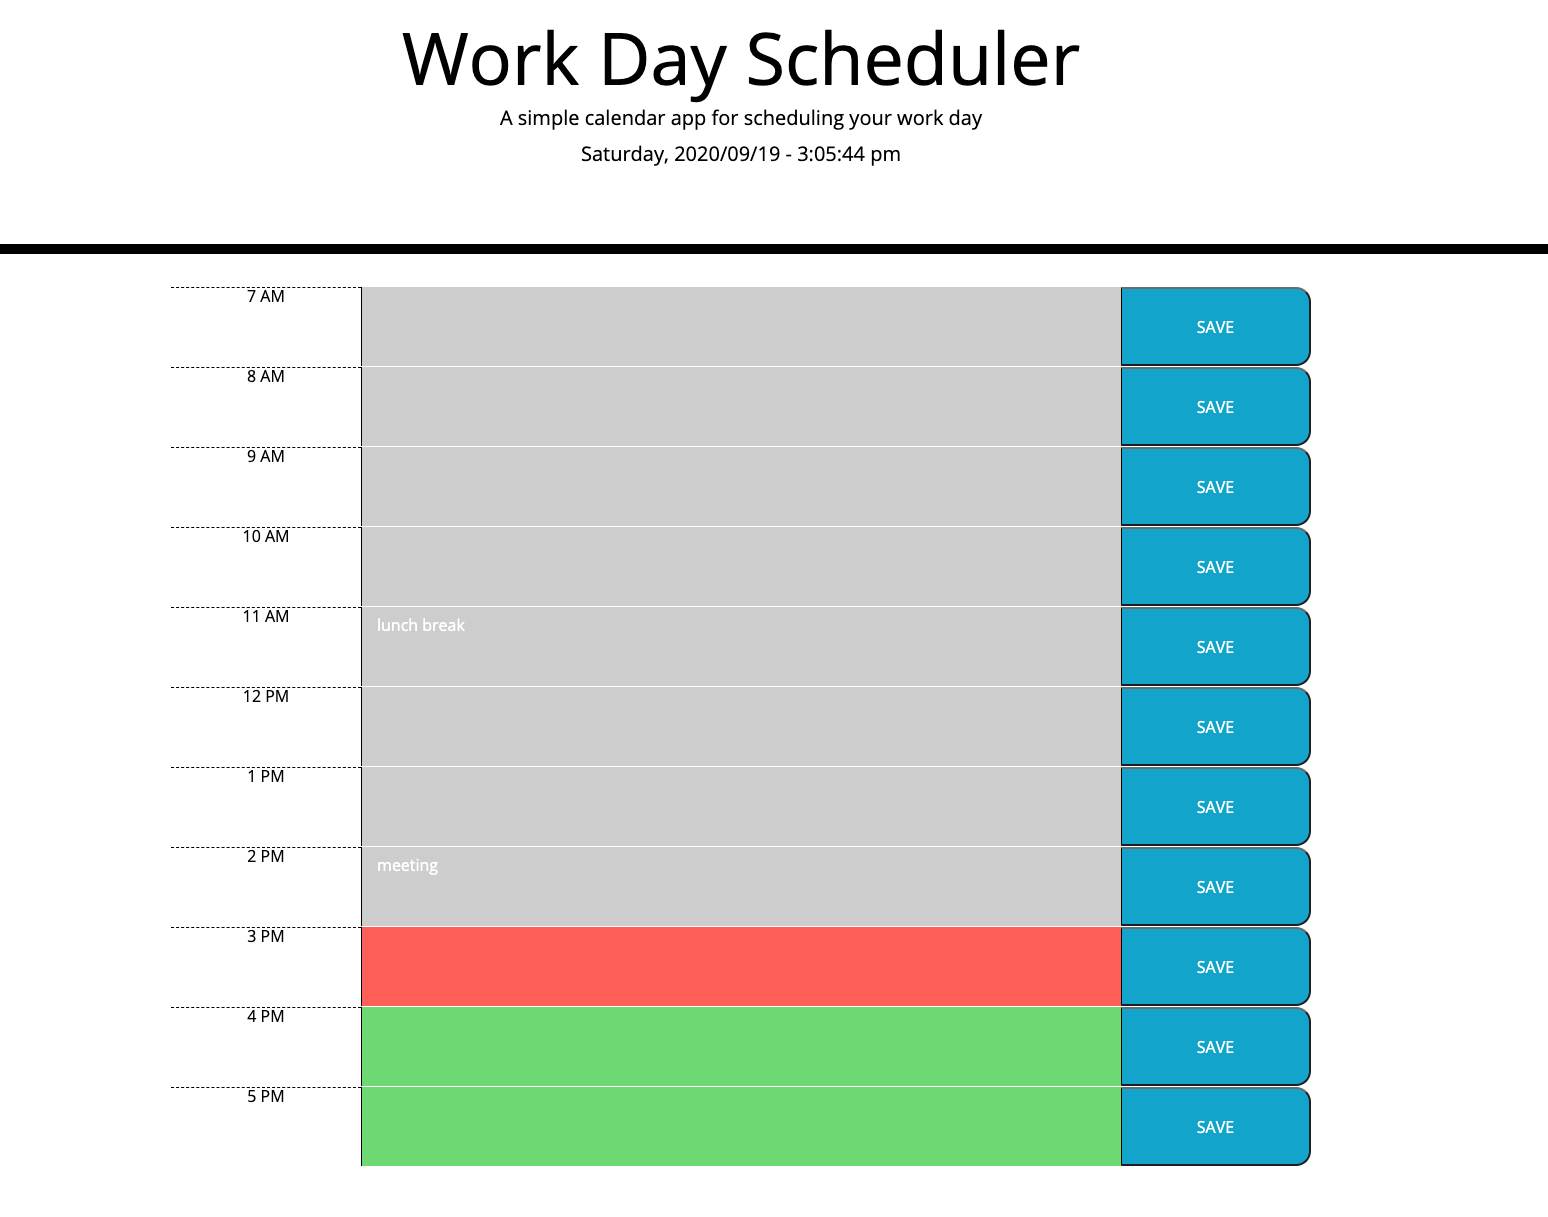 Work Day Scheduler
A simple calendar app for scheduling your work day
Saturday, 2020/09/19 - 3:05:44 pm
7 AM
SAVE
8 AM
SAVE
9 AM
SAVE
10 AM
SAVE
11 AM
lunch break
SAVE
12 PM
SAVE
1 PM
SAVE
2 PM
meeting
SAVE
3 PM
SAVE
4 PM
SAVE
5 PM
SAVE